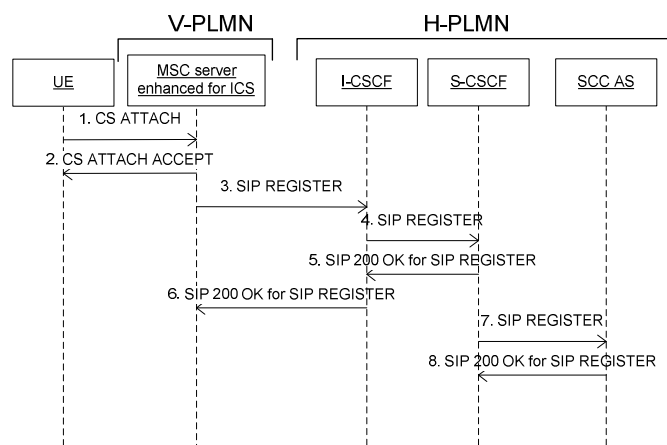 V-PLMN
H-PLMN
UE
MSC server
enhanced for ICS
I-CSCF
S-CSCF
SCC AS
1. CS ATTACH
2. CS ATTACH ACCEPT
3. SIP REGISTER
4. SIP REGISTER
5. SIP 200 OK for SIP REGISTER
6. SIP 200 OK for SIP REGISTER
7. SIP REGISTER
8. SIP 200 OK for SIP REGISTER